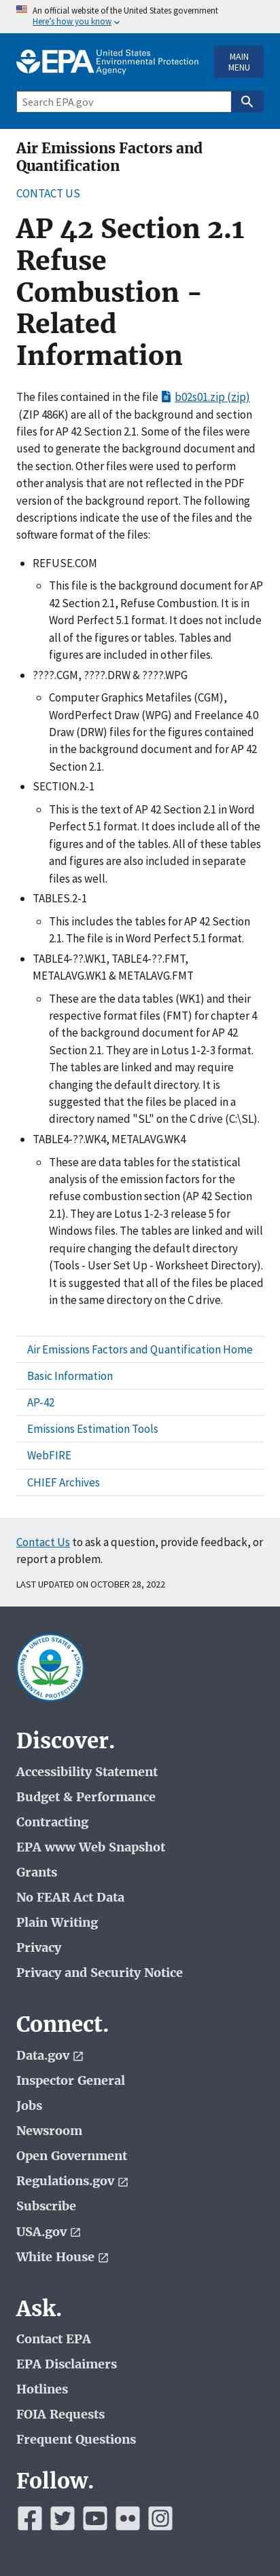 An official website of the United States government
Here's how you know
EPA United States
Environmental Protection
Agency
MAIN
MENU
Search EPA.gov
Air Emissions Factors and
Quantification
CONTACT US
AP 42 Section 2.1
Refuse
Combustion -
Related
Information
The files contained in the file b02s01.zip (zip)
(ZIP 486K) are all of the background and section
files for AP 42 Section 2.1. Some of the files were
used to generate the background document and
the section. Other files were used to perform
other analysis that are not reflected in the PDF
version of the background report. The following
descriptions indicate the use of the files and the
software format of the files:
• REFUSE.COM
This file is the background document for AP
42 Section 2.1, Refuse Combustion. It is in
Word Perfect 5.1 format. It does not include
all of the figures or tables. Tables and
figures are included in other files.
• ????.CGM, ????.DRW & ????.WPG
Computer Graphics Metafiles (CGM),
WordPerfect Draw (WPG) and Freelance 4.0
Draw (DRW) files for the figures contained
in the background document and for AP 42
Section 2.1.
• SECTION.2-1
This is the text of AP 42 Section 2.1 in Word
Perfect 5.1 format. It does include all of the
figures and of the tables. All of these tables
and figures are also included in separate
files as well.
• TABLES.2-1
This includes the tables for AP 42 Section
2.1. The file is in Word Perfect 5.1 format.
• TABLE4-??.WK1, TABLE4-??.FMT,
METALAVG.WK1 & METALAVG.FMT
These are the data tables (WK1) and their
respective format files (FMT) for chapter 4
of the background document for AP 42
Section 2.1. They are in Lotus 1-2-3 format.
The tables are linked and may require
changing the default directory. It is
suggested that the files be placed in a
directory named "SL" on the C drive (C:\SL).
• TABLE4-??.WK4, METALAVG.WK4
These are data tables for the statistical
analysis of the emission factors for the
refuse combustion section (AP 42 Section
2.1). They are Lotus 1-2-3 release 5 for
Windows files. The tables are linked and will
require changing the default directory
(Tools - User Set Up - Worksheet Directory).
It is suggested that all of the files be placed
in the same directory on the C drive.
Air Emissions Factors and Quantification Home
Basic Information
AP-42
Emissions Estimation Tools
WebFIRE
CHIEF Archives
Contact Us to ask a question, provide feedback, or
report a problem.
LAST UPDATED ON OCTOBER 28, 2022
UNITED STATES
ENVIRONMENTAL PROTECTION AGENCY
Discover.
Accessibility Statement
Budget & Performance
Contracting
EPA www Web Snapshot
Grants
No FEAR Act Data
Plain Writing
Privacy
Privacy and Security Notice
Connect.
Data.gov
Inspector General
Jobs
Newsroom
Open Government
Regulations.gov
Subscribe
USA.gov
White House
Ask.
Contact EPA
EPA Disclaimers
Hotlines
FOIA Requests
Frequent Questions
Follow.